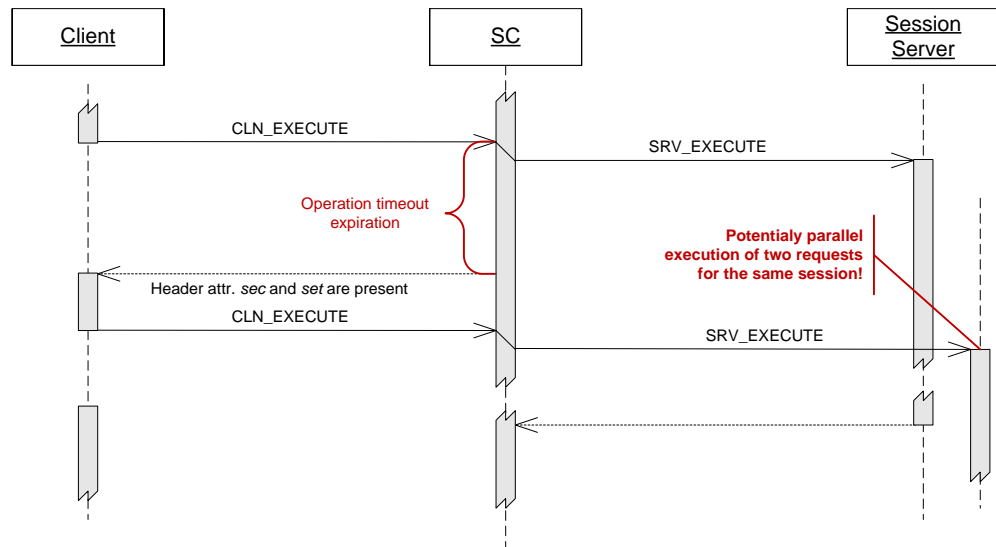 Client
SC
Session
Server
CLN_EXECUTE
SRV_EXECUTE
Operation timeout
expiration
Potentialy parallel
execution of two requests
for the same session!
Header attr. sec and set are present
CLN_EXECUTE
SRV_EXECUTE